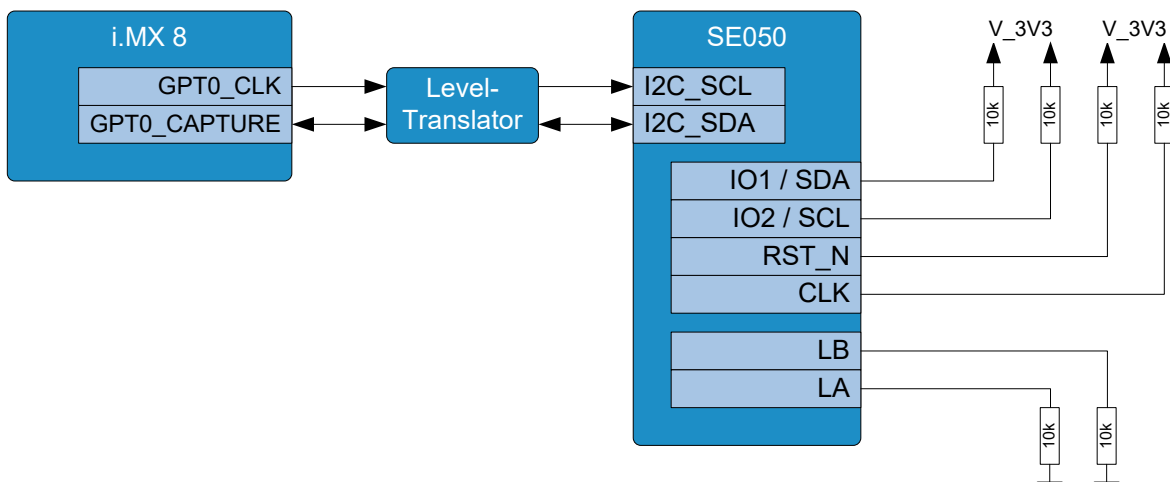 i.MX 8
GPT0_CLK
GPT0_CAPTURE
Level-
Translator
SE050
I2C_SCL
I2C_SDA
IO1 / SDA
IO2 / SCL
RST_N
CLK
LB
LA
V_3V3
V_3V3
10k
10k
10k
10k
10k
10k